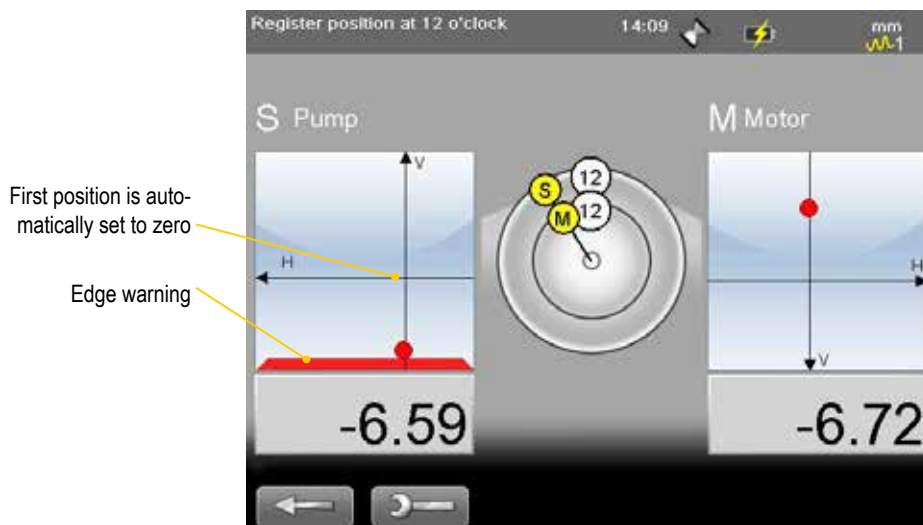 Register position at 12 o'clock
14:09
mm
1
S Pump
M Motor
V
H
S
12
M
12
H
V
First position is auto-
matically set to zero
Edge warning
-6.59
-6.72